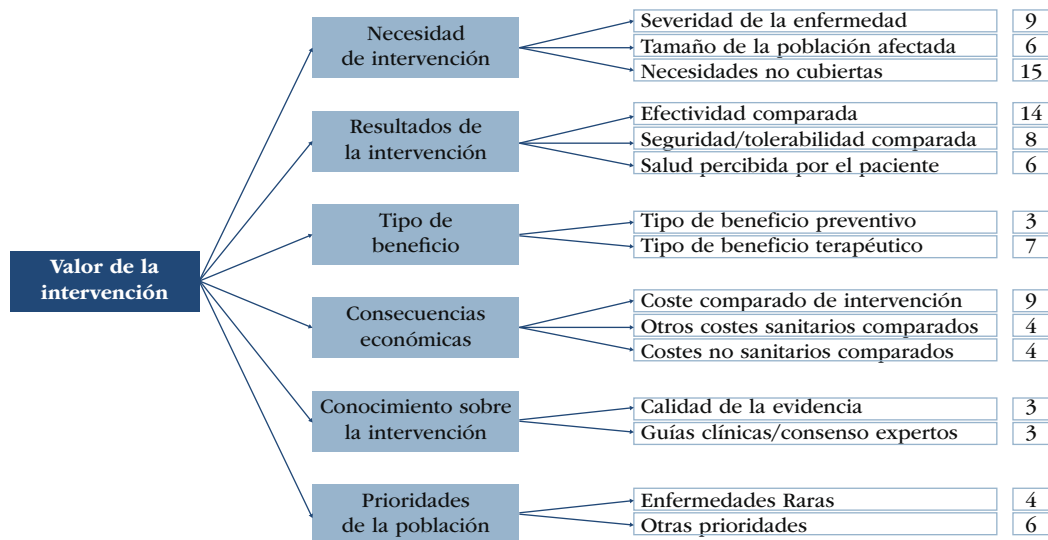 Valor de la
intervención
Necesidad
de intervención
Severidad de la enfermedad 9
Tamaño de la población afectada 6
Necesidades no cubiertas 15
Resultados de
la intervención
Efectividad comparada 14
Seguridad/tolerabilidad comparada 8
Salud percibida por el paciente 6
Tipo de
beneficio
Tipo de beneficio preventivo 3
Tipo de beneficio terapéutico 7
Consecuencias
económicas
Coste comparado de intervención 9
Otros costes sanitarios comparados 4
Costes no sanitarios comparados 4
Conocimiento sobre
la intervención
Calidad de la evidencia 3
Guías clínicas/consenso expertos 3
Prioridades
de la población
Enfermedades Raras 4
Otras prioridades 6